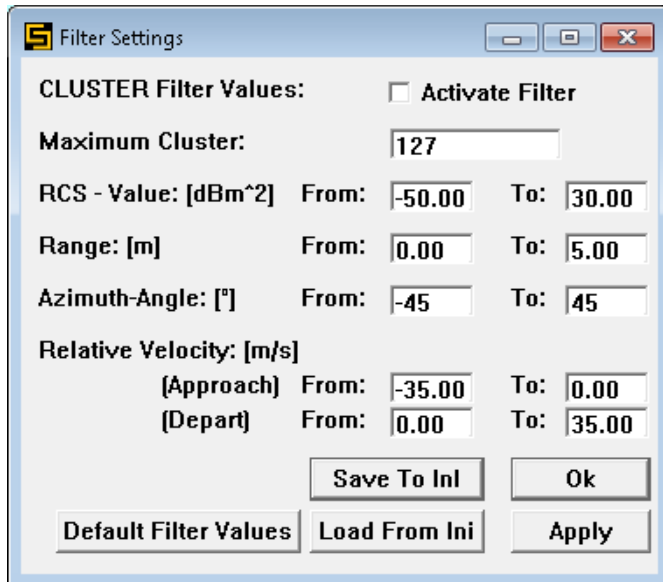 Filter Settings
CLUSTER Filter Values: Activate Filter
Maximum Cluster: 127
RCS - Value: [dBm^2] From: -50.00 To: 30.00
Range: [m] From: 0.00 To: 5.00
Azimuth-Angle: [°] From: -45 To: 45
Relative Velocity: [m/s]
(Approach) From: -35.00 To: 0.00
(Depart) From: 0.00 To: 35.00
Save To InI Ok
Default Filter Values Load From Ini Apply